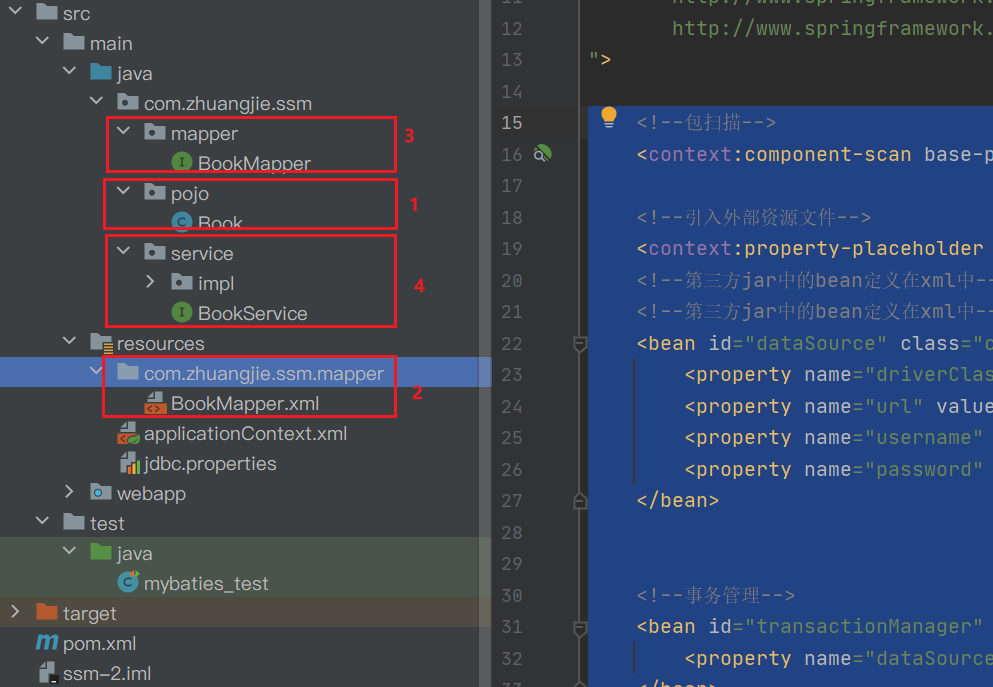 src
main
java
com.zhuangjie.ssm
mapper
3
BookMapper
pojo
1
Book
service
impl
4
BookService
resources
com.zhuangjie.ssm.mapper
2
BookMapper.xml
applicationContext.xml
jdbc.properties
webapp
test
java
mybaties_test
target
pom.xml
ssm-2.iml
12 http://www.springframework.
13 ">
14
15 <!--包扫描-->
16 <context:component-scan base-p
17
18 <!--引入外部资源文件-->
19 <context:property-placeholder
20 <!--第三方jar中的bean定义在xml中--
21 <!--第三方jar中的bean定义在xml中--
22 <bean id="dataSource" class="c
23 <property name="driverClas
24 <property name="url" value
25 <property name="username"
26 <property name="password"
27 </bean>
28
29
30 <!--事务管理-->
31 <bean id="transactionManager"
32 <property name="dataSource